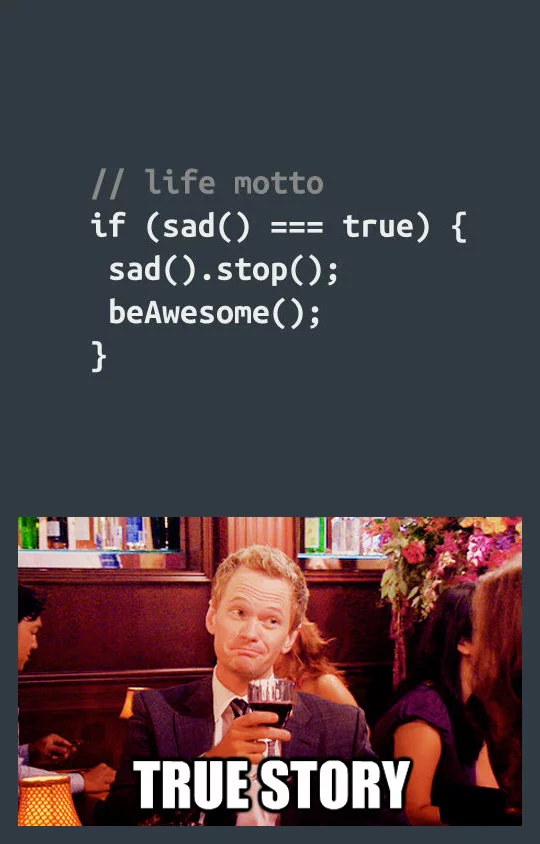 // life motto
if (sad() === true) {
 sad().stop();
 beAwesome();
}
TRUE STORY